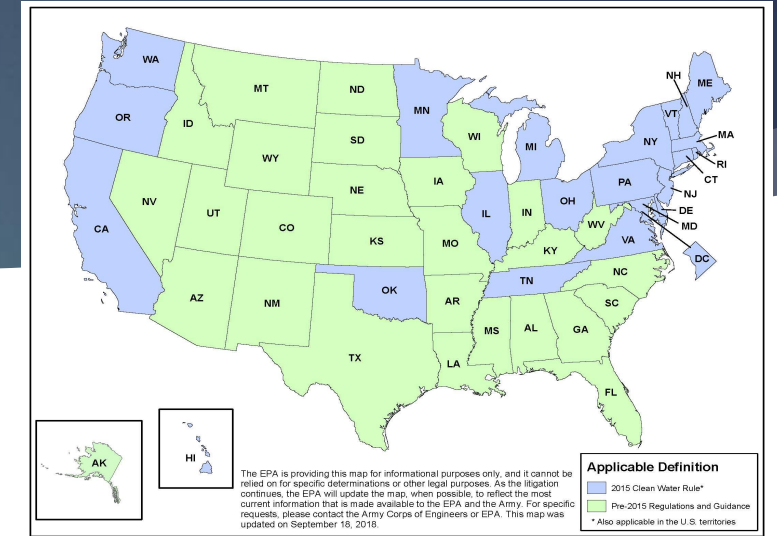 WA
MT
ND
MN
NH
ME
VT
OR
ID
SD
WI
NY
MA
MI
RI
WY
CT
IA
PA
NE
NJ
NV
OH
IL
IN
DE
UT
WV
MD
CA
CO
VA
KS
MO
KY
DC
NC
TN
OK
AZ
AR
SC
NM
MS
AL
GA
TX
LA
FL
AK
HI
The EPA is providing this map for informational purposes only, and it cannot be
relied on for specific determinations or other legal purposes. As the litigation
continues, the EPA will update the map, when possible, to reflect the most
current information that is made available to the EPA and the Army. For specific
requests, please contact the Army Corps of Engineers or EPA. This map was
updated on September 18, 2018.
Applicable Definition
2015 Clean Water Rule*
Pre-2015 Regulations and Guidance
* Also applicable in the U.S. territories